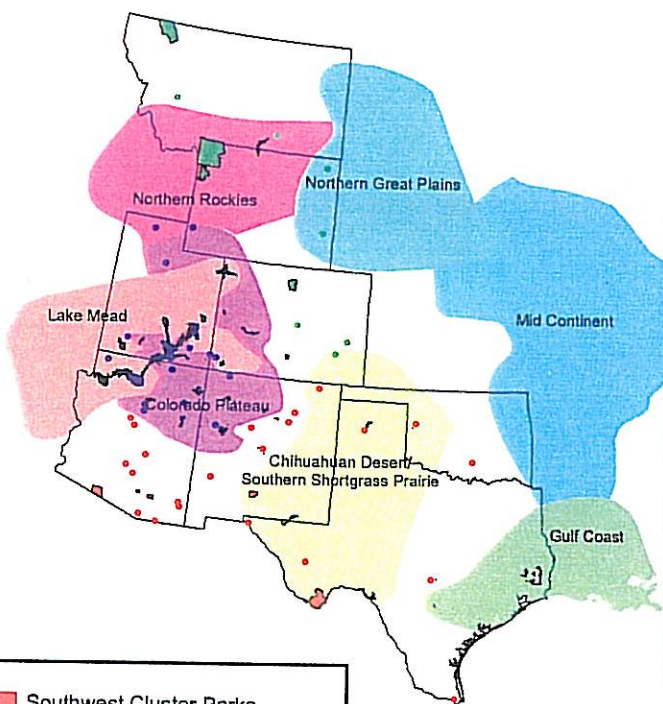 Northern Rockies
Northern Great Plains
Lake Mead
Mid Continent
Colorado Plateau
Chihuahuan Desert/
Southern Shortgrass Prairie
Gulf Coast
Southwest Cluster Parks